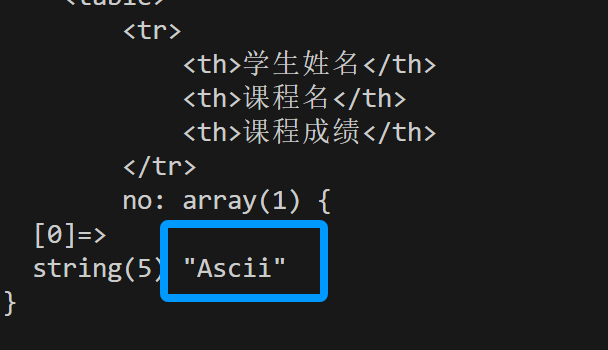 <table>
<tr>
<th>学生姓名</th>
<th>课程名</th>
<th>课程成绩</th>
</tr>
no: array(1) {
[0]=>
string(5) "Ascii"
}